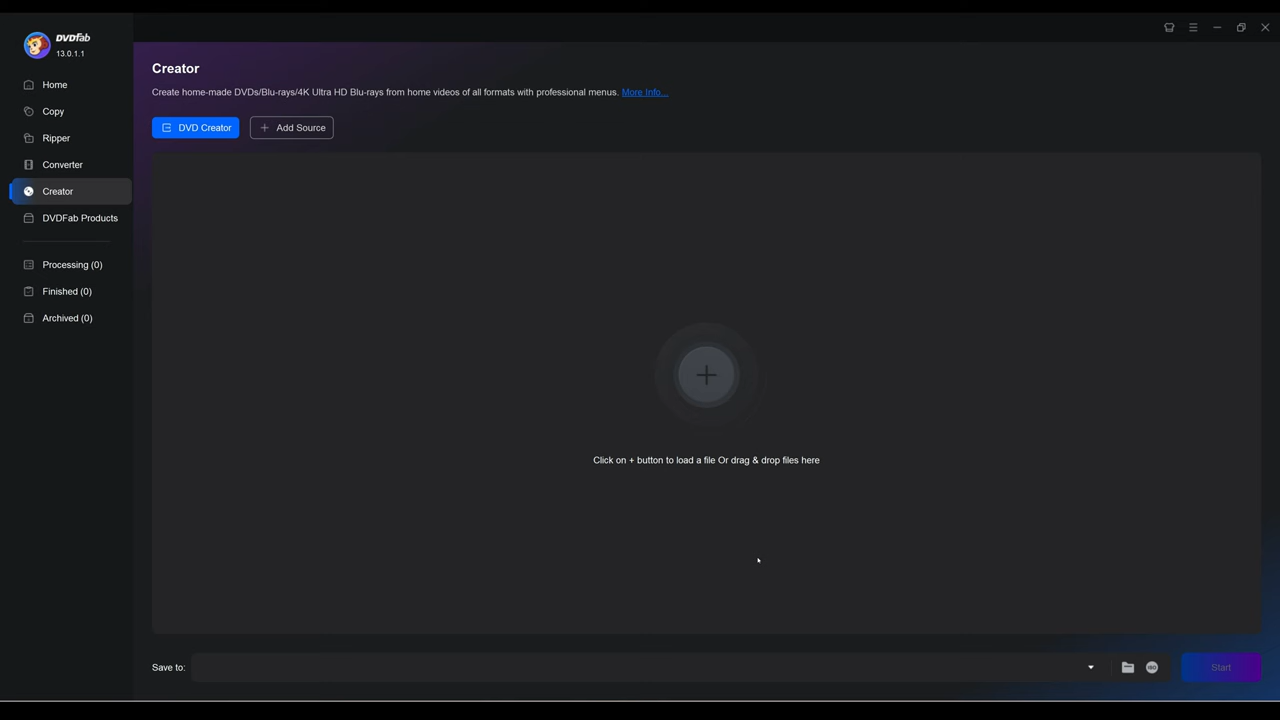 DVDFab
13.0.1.1
Home
Copy
Ripper
Converter
Creator
DVDFab Products
Processing (0)
Finished (0)
Archived (0)
Creator
Create home-made DVDs/Blu-rays/4K Ultra HD Blu-rays from home videos of all formats with professional menus. More Info...
DVD Creator
Add Source
Click on + button to load a file Or drag & drop files here
Save to:
ISO
Start